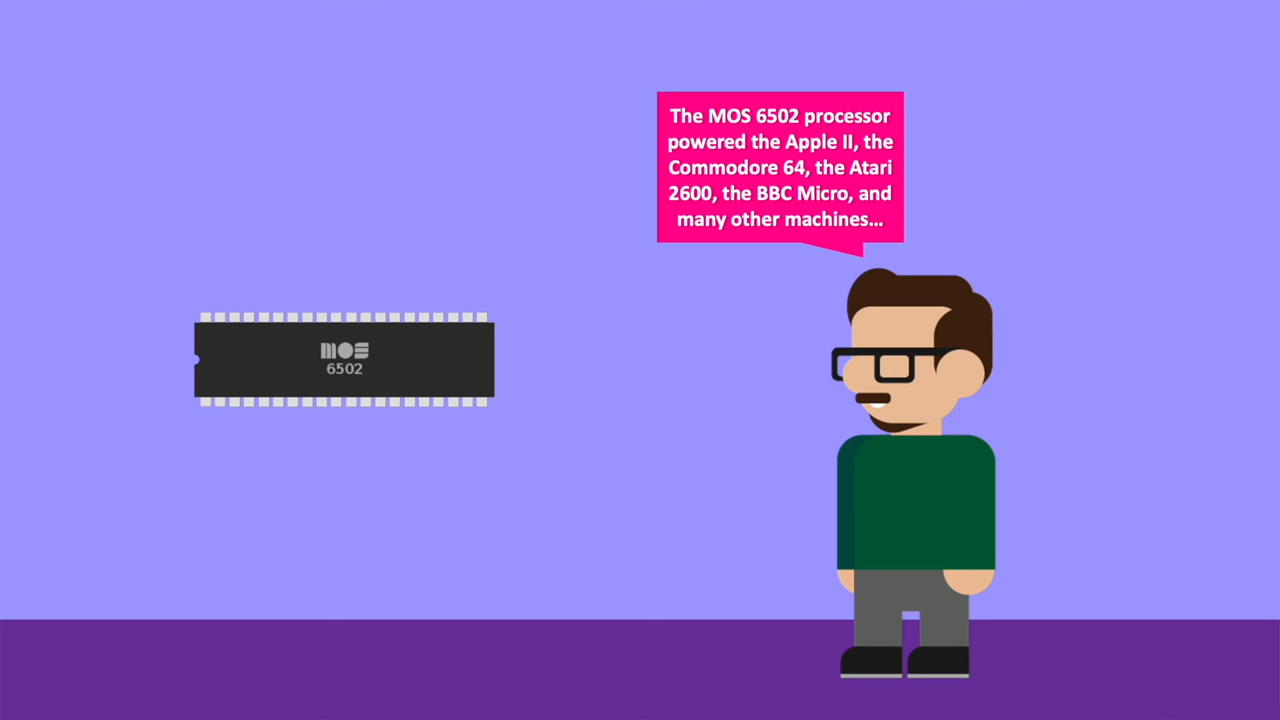 The MOS 6502 processor
powered the Apple II, the
Commodore 64, the Atari
2600, the BBC Micro, and
many other machines...
mos
6502